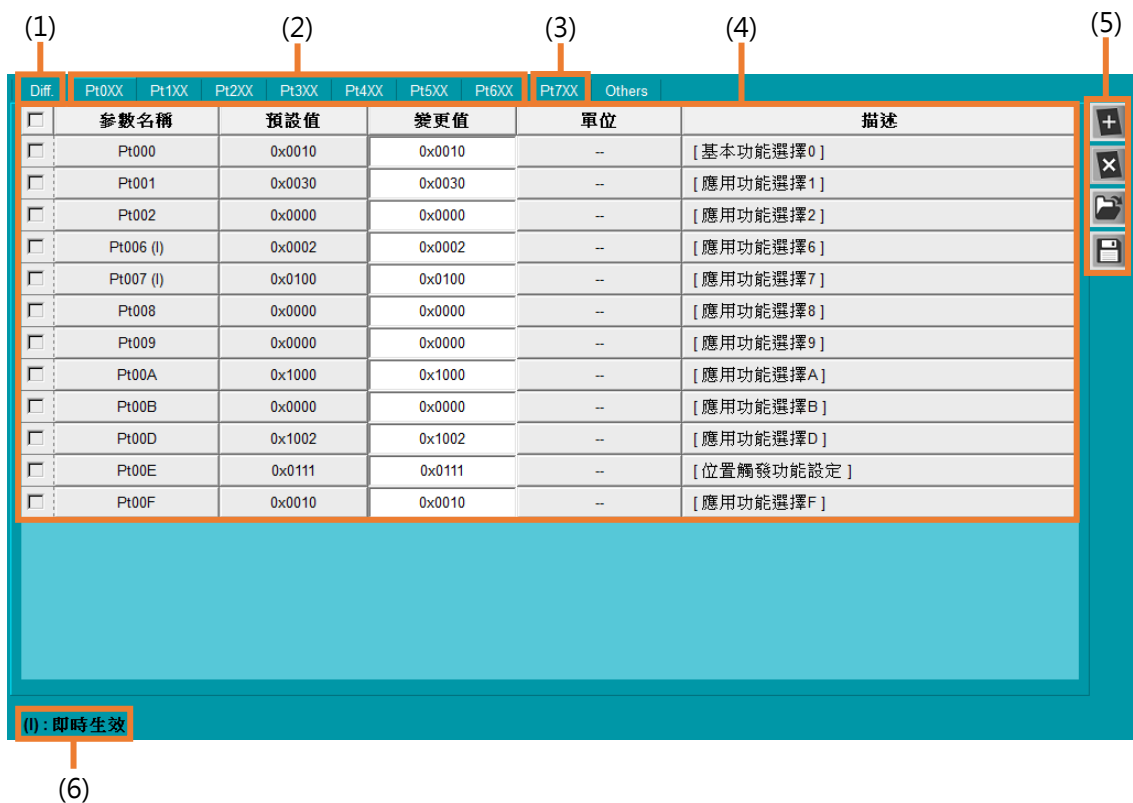 (1) (2) (3) (4) (5)
Diff. Pt0XX Pt1XX Pt2XX Pt3XX Pt4XX Pt5XX Pt6XX Pt7XX Others
參數名稱 預設值 變更值 單位 描述
Pt000 0x0010 0x0010 -- [ 基本功能選擇0 ]
Pt001 0x0030 0x0030 -- [ 應用功能選擇1 ]
Pt002 0x0000 0x0000 -- [ 應用功能選擇2 ]
Pt006 (I) 0x0002 0x0002 -- [ 應用功能選擇6 ]
Pt007 (I) 0x0100 0x0100 -- [ 應用功能選擇7 ]
Pt008 0x0000 0x0000 -- [ 應用功能選擇8 ]
Pt009 0x0000 0x0000 -- [ 應用功能選擇9 ]
Pt00A 0x1000 0x1000 -- [ 應用功能選擇A ]
Pt00B 0x0000 0x0000 -- [ 應用功能選擇B ]
Pt00D 0x1002 0x1002 -- [ 應用功能選擇D ]
Pt00E 0x0111 0x0111 -- [ 位置觸發功能設定 ]
Pt00F 0x0010 0x0010 -- [ 應用功能選擇F ]
(I) : 即時生效
(6)